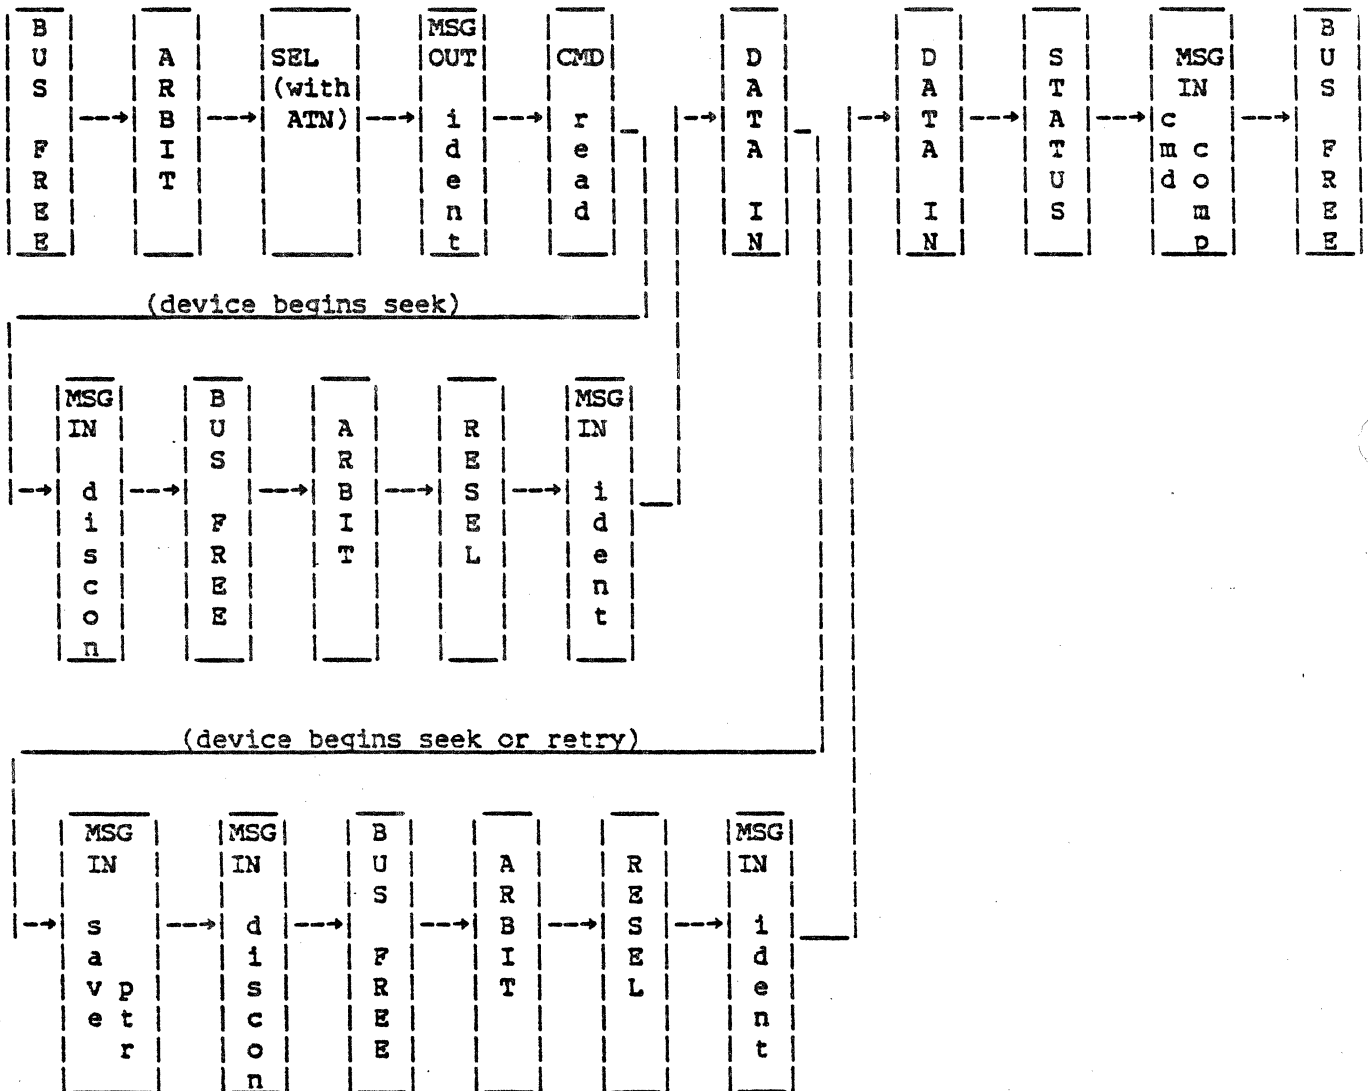 BUS FREE
ARBIT
SEL (with ATN)
MSG OUT ident
CMD read
DATA IN
DATA IN
STATUS
MSG IN cmd comp
BUS FREE
(device begins seek)
MSG IN discon
BUS FREE
ARBIT
RESEL
MSG IN ident
(device begins seek or retry)
MSG IN save ptr
MSG IN discon
BUS FREE
ARBIT
RESEL
MSG IN ident